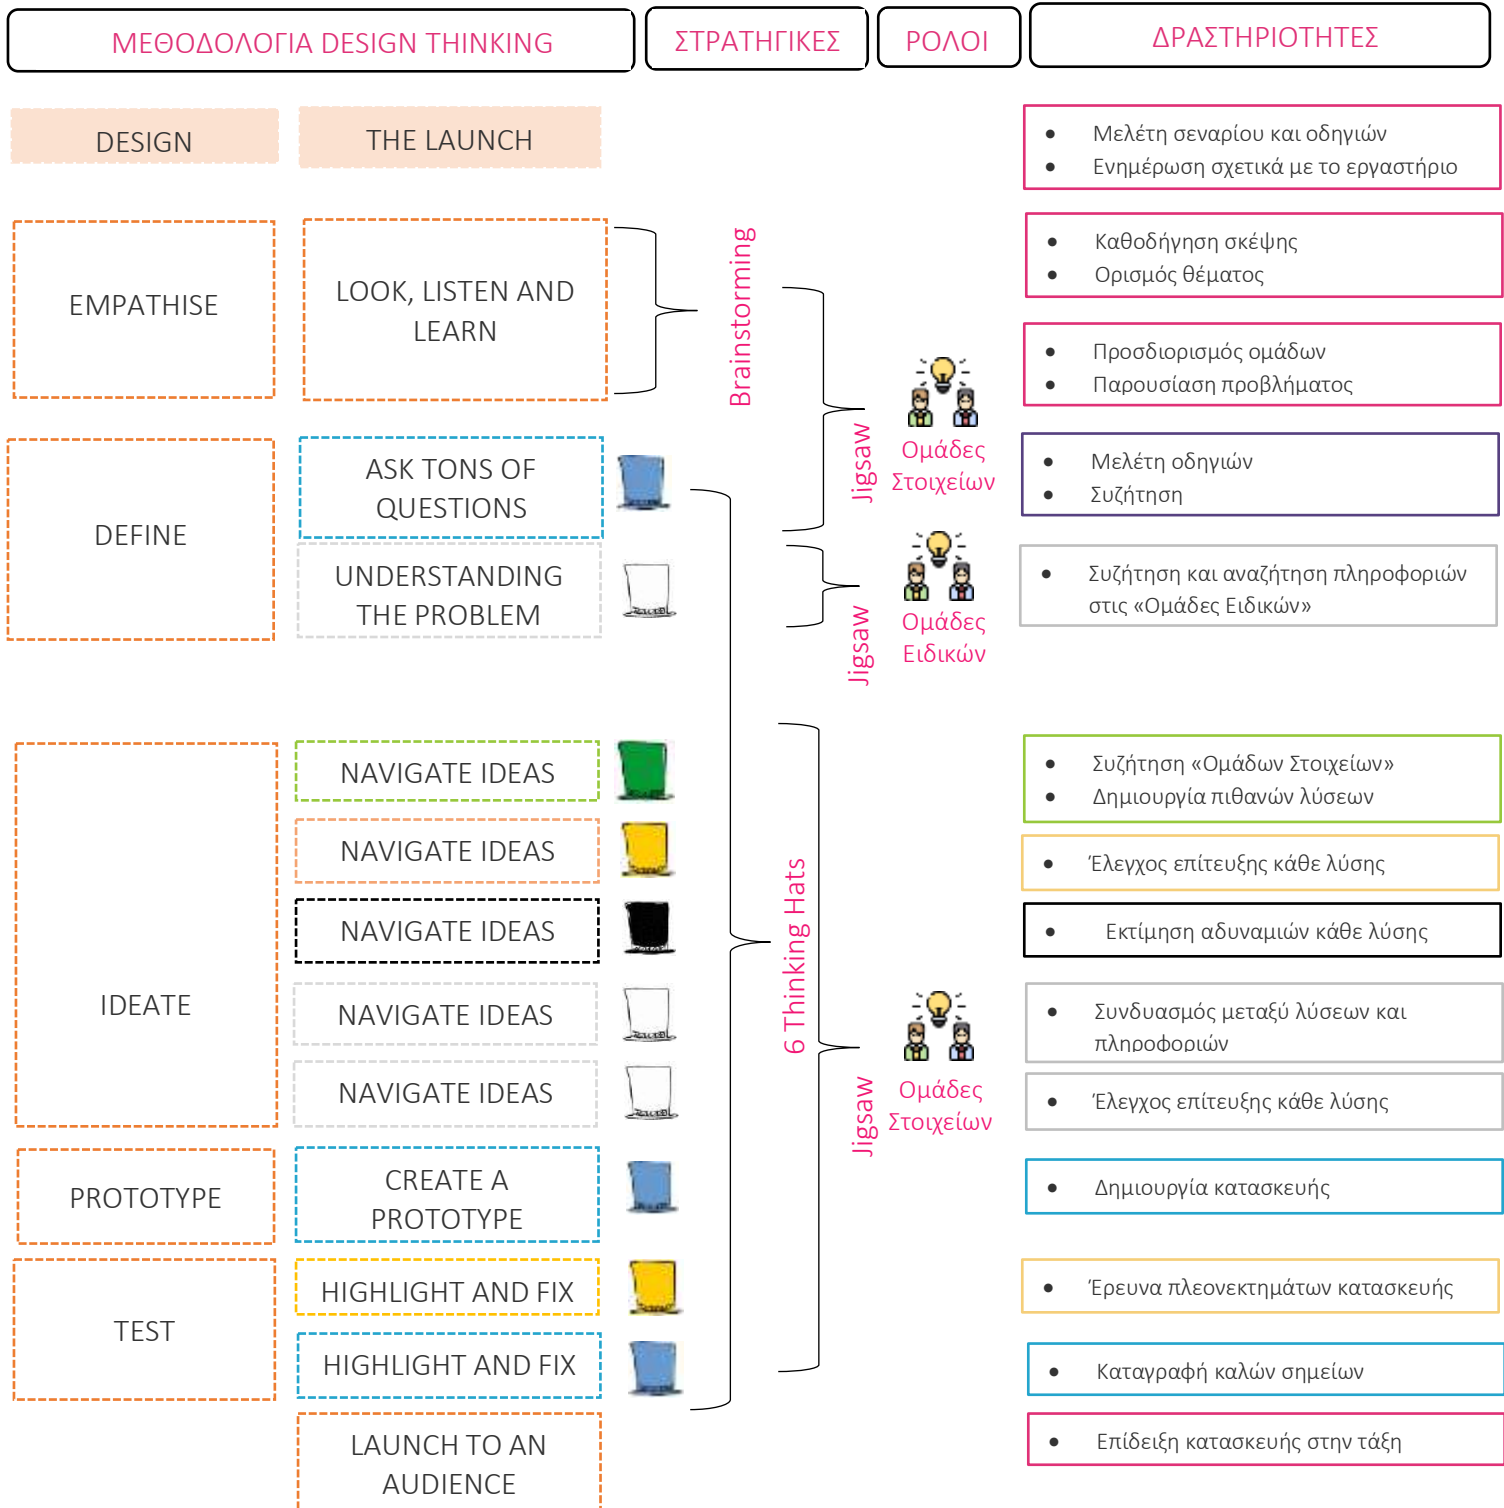 ΜΕΘΟΔΟΛΟΓΙΑ DESIGN THINKING
ΣΤΡΑΤΗΓΙΚΕΣ
ΡΟΛΟΙ
ΔΡΑΣΤΗΡΙΟΤΗΤΕΣ
DESIGN
THE LAUNCH
• Μελέτη σεναρίου και οδηγιών
• Ενημέρωση σχετικά με το εργαστήριο
EMPATHISE
LOOK, LISTEN AND
LEARN
Brainstorming
• Καθοδήγηση σκέψης
• Ορισμός θέματος
• Προσδιορισμός ομάδων
• Παρουσίαση προβλήματος
DEFINE
ASK TONS OF
QUESTIONS
Jigsaw
Ομάδες
Στοιχείων
• Μελέτη οδηγιών
• Συζήτηση
UNDERSTANDING
THE PROBLEM
Jigsaw
Ομάδες
Ειδικών
• Συζήτηση και αναζήτηση πληροφοριών
στις «Ομάδες Ειδικών»
IDEATE
NAVIGATE IDEAS
• Συζήτηση «Ομάδων Στοιχείων»
• Δημιουργία πιθανών λύσεων
NAVIGATE IDEAS
• Έλεγχος επίτευξης κάθε λύσης
NAVIGATE IDEAS
6 Thinking Hats
• Εκτίμηση αδυναμιών κάθε λύσης
NAVIGATE IDEAS
• Συνδυασμός μεταξύ λύσεων και
πληροφοριών
NAVIGATE IDEAS
Jigsaw
Ομάδες
Στοιχείων
• Έλεγχος επίτευξης κάθε λύσης
PROTOTYPE
CREATE A
PROTOTYPE
• Δημιουργία κατασκευής
TEST
HIGHLIGHT AND FIX
• Έρευνα πλεονεκτημάτων κατασκευής
HIGHLIGHT AND FIX
• Καταγραφή καλών σημείων
LAUNCH TO AN
AUDIENCE
• Επίδειξη κατασκευής στην τάξη